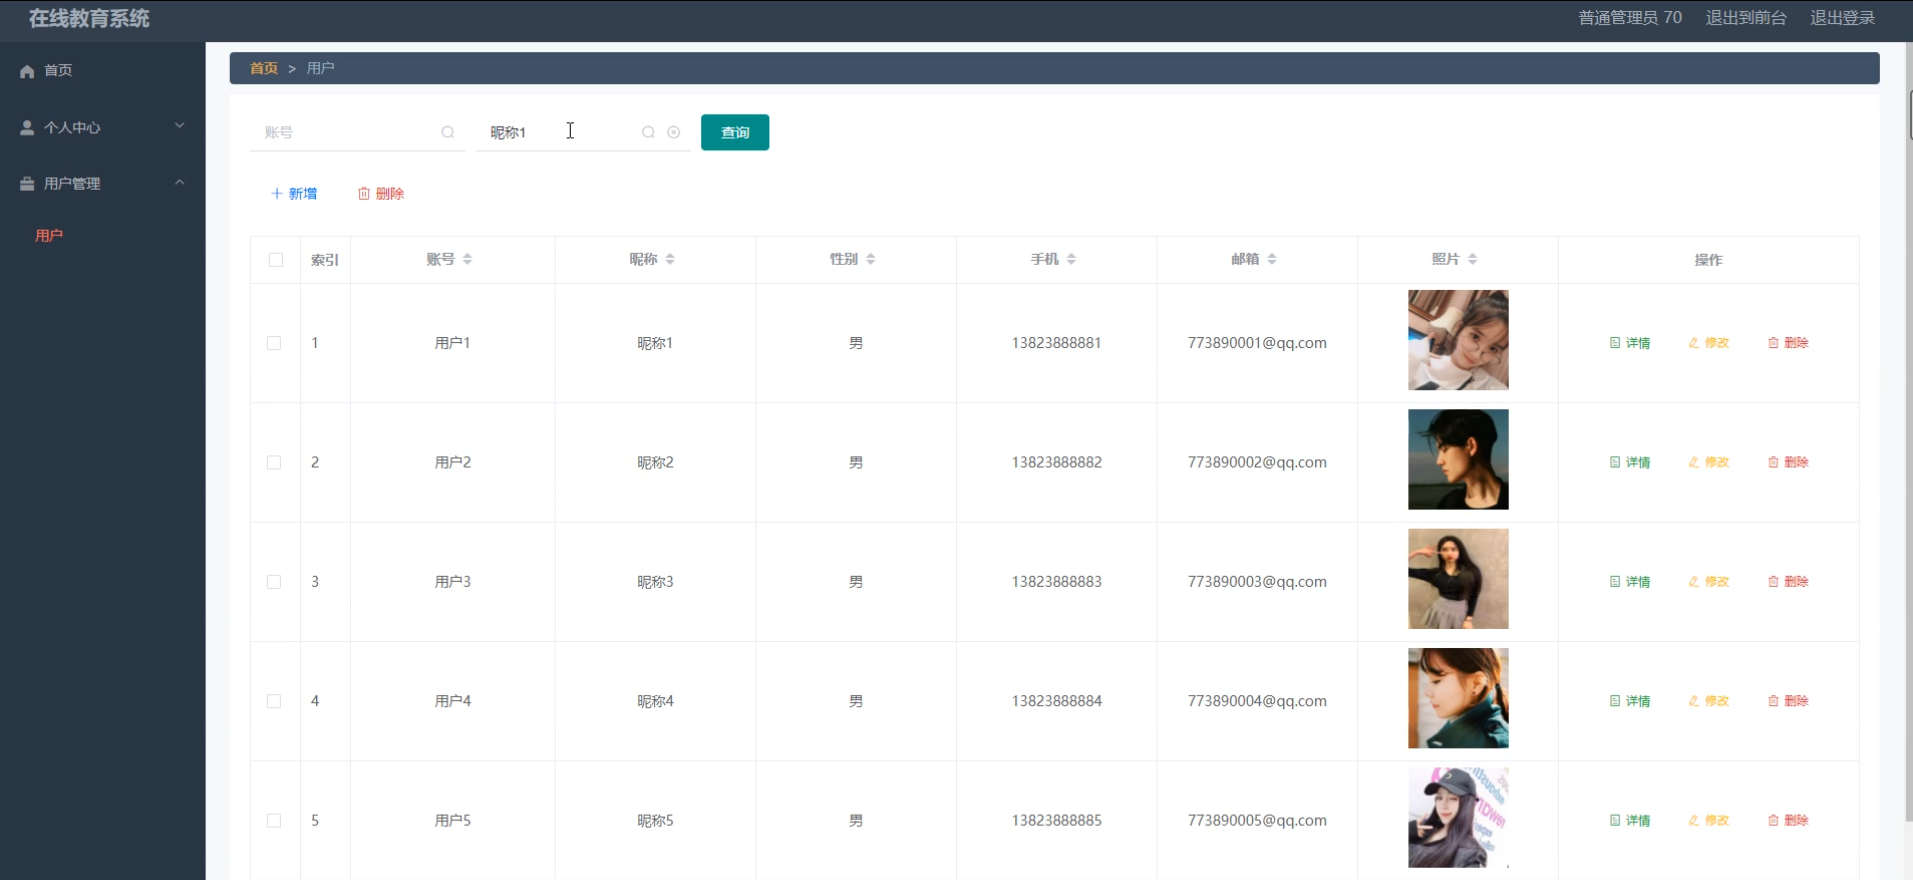 在线教育系统
普通管理员 70 退出到前台 退出登录
首页
个人中心
用户管理
用户
首页 > 用户
账号 昵称1 查询
新增 删除
索引 账号 昵称 性别 手机 邮箱 照片 操作
1 用户1 昵称1 男 13823888881 773890001@qq.com 详情 修改 删除
2 用户2 昵称2 男 13823888882 773890002@qq.com 详情 修改 删除
3 用户3 昵称3 男 13823888883 773890003@qq.com 详情 修改 删除
4 用户4 昵称4 男 13823888884 773890004@qq.com 详情 修改 删除
5 用户5 昵称5 男 13823888885 773890005@qq.com 详情 修改 删除